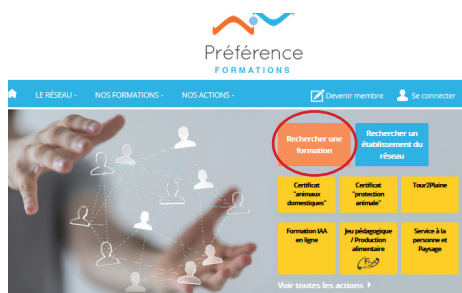 Préférence
FORMATIONS
LE RÉSEAU -
NOS FORMATIONS -
NOS ACTIONS -
Devenir membre
Se connecter
Rechercher une
formation
Rechercher un
établissement du
réseau
Certificat
"animaux
domestiques"
Certificat
"protection
animale"
Tour2Plaine
Formation IAA
en ligne
Jeu pédagogique
/ Production
alimentaire
Service à la
personne et
Paysage
Voir toutes les actions